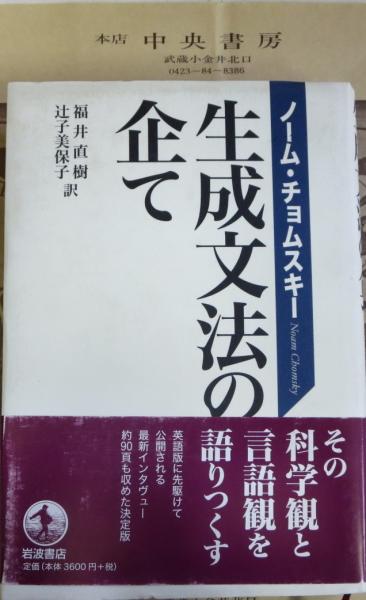 本店 中央書房
武蔵小金井北口
0423-84-8386
ノーム・チョムスキー
Noam Chomsky
生成文法の
企て
福井直樹
辻子美保子 訳
その
科学観と
言語観を
語りつくす
英語版に先駆けて
公開される
最新インタヴュー
約90頁も収めた決定版
岩波書店
定価(本体3600円+税)